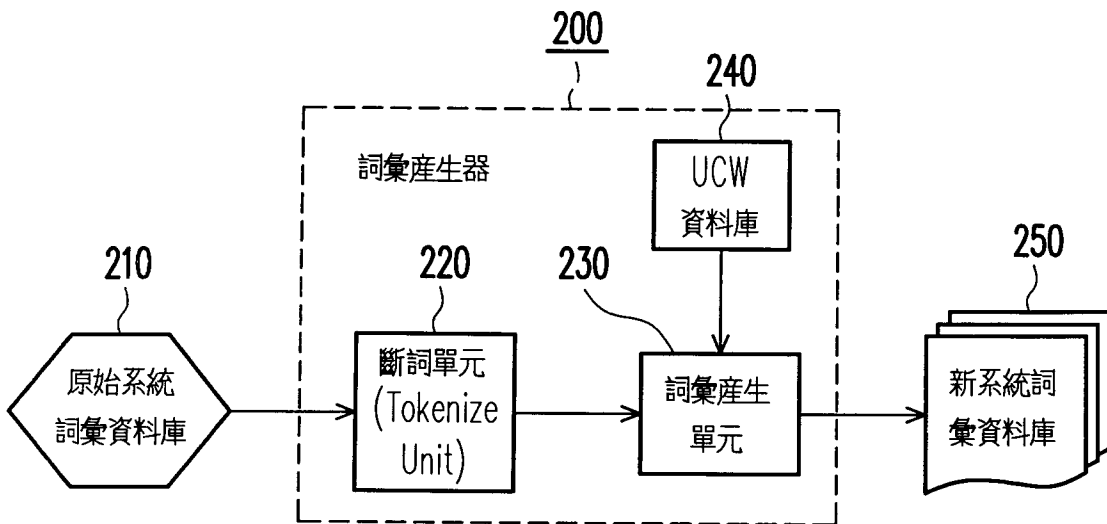 200
240
詞彙產生器
UCW
資料庫
210
220
230
250
原始系統
詞彙資料庫
斷詞單元
(Tokenize
Unit)
詞彙產生
單元
新系統詞
彙資料庫